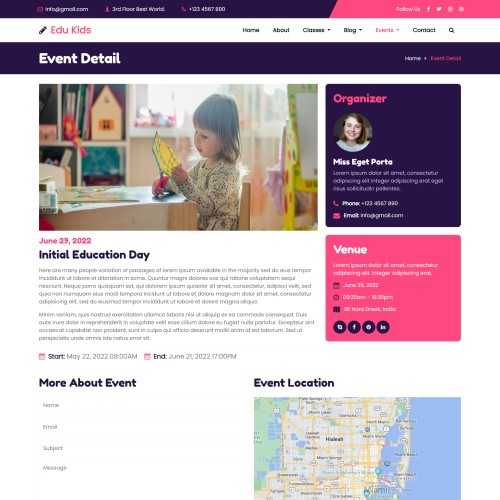 info@gmail.com 3rd Floor Best World. +123 4567 890 Follow Us
Edu Kids Home About Classes Blog Events Contact
Event Detail Home Event Detail
Organizer
Miss Eget Porta
Lorem ipsum dolor sit amet, consectetur
adipiscing elit integer adipiscing erat eget
risus sollicitudin pellentes.
Phone: +123 4567 890
Email: info@gmail.com
June 29, 2022
Initial Education Day
here are many people variation of passages of lorem Ipsum available in the majority sed do eius tempor
incididunt ut labore et alteration in some. Quantur magni dolores eos qui ratione voluptatem sequi
nesciunt. Neque porro quisquam est, qui dolorem ipsum quiaolor sit amet, consectetur, adipisci velit, sed
quia non numquam eius modi tempora incididunt ut labore et dolore magnam dolor sit amet, consectetur
adipisicing elit, sed do eiusmod tempor incididunt ut labore et dolore magna aliqua.
Minim veniam, quis nostrud exercitation ullamco laboris nisi ut aliquip ex ea commodo consequat. Duis
aute irure dolor in reprehenderit in voluptate velit esse cillum dolore eu fugiat nulla pariatur. Excepteur sint
occaecat cupidatat non proident, sunt in culpa qui officia deserunt mollit anim id est laborum. Sed ut
perspiciatis unde omnis iste natus error sit.
Start: May 22, 2022 08:00AM End: June 21, 2022 17:00PM
Venue
Lorem ipsum dolor sit amet, consectetur
adipiscing elit integer adipiscing erat.
June 29, 2022
09:30am - 16:30pm
36 Nora Dreek, India
More About Event
Name
Email
Subject
Message
Event Location
Hialeah
Miami Beach